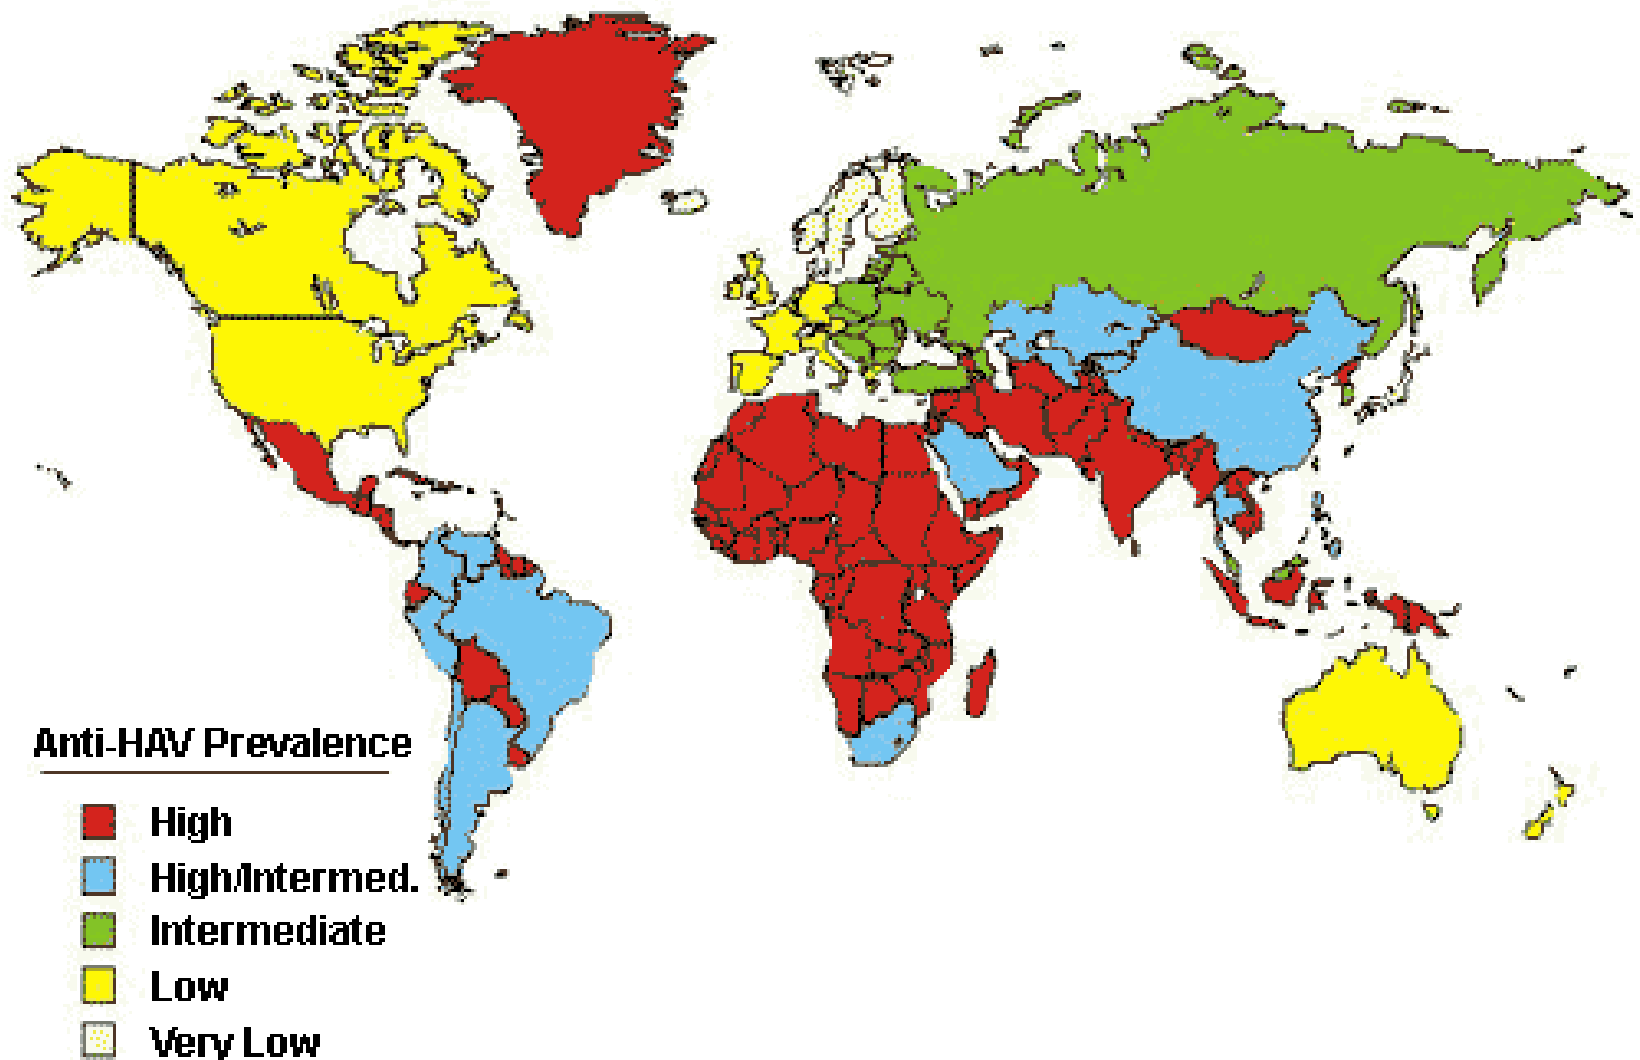 Anti-HAV Prevalence
High
High/Intermed.
Intermediate
Low
Very Low